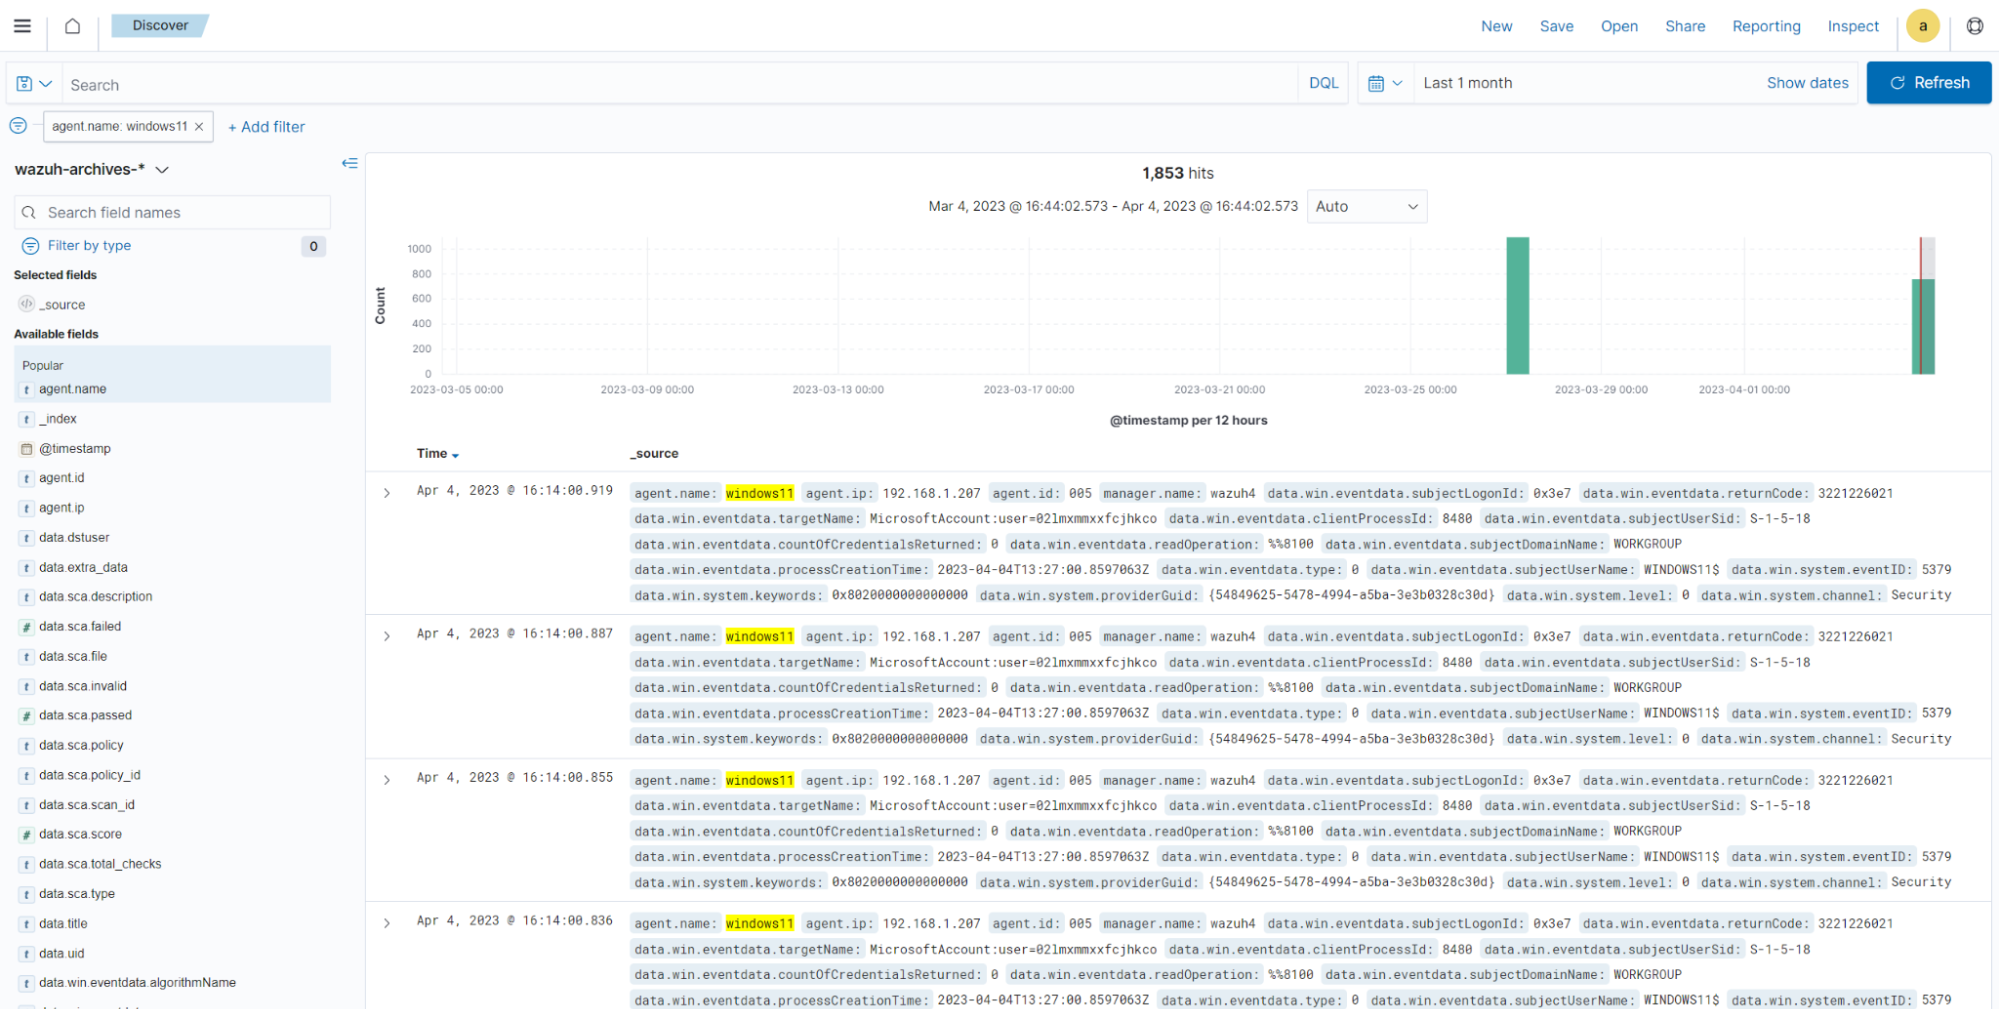 Discover New Save Open Share Reporting Inspect a
Search DQL Last 1 month Show dates Refresh
agent.name: windows11 × + Add filter
wazuh-archives-*
Search field names
Filter by type 0
Selected fields
_source
Available fields
Popular
t agent.name
t _index
@timestamp
t agent.id
t agent.ip
t data.dstuser
t data.extra_data
t data.sca.description
# data.sca.failed
t data.sca.file
t data.sca.invalid
# data.sca.passed
t data.sca.policy
t data.sca.policy_id
t data.sca.scan_id
# data.sca.score
t data.sca.total_checks
t data.sca.type
t data.title
t data.uid
t data.win.eventdata.algorithmName
1,853 hits
Mar 4, 2023 @ 16:44:02.573 - Apr 4, 2023 @ 16:44:02.573 Auto
Count
1000
800
600
400
200
0
2023-03-05 00:00 2023-03-09 00:00 2023-03-13 00:00 2023-03-17 00:00 2023-03-21 00:00 2023-03-25 00:00 2023-03-29 00:00 2023-04-01 00:00
@timestamp per 12 hours
Time _source
Apr 4, 2023 @ 16:14:00.919 agent.name: windows11 agent.ip: 192.168.1.207 agent.id: 005 manager.name: wazuh4 data.win.eventdata.subjectLogonId: 0x3e7 data.win.eventdata.returnCode: 3221226021
data.win.eventdata.targetName: MicrosoftAccount:user=02lmxmmxxfcjhkco data.win.eventdata.clientProcessId: 8480 data.win.eventdata.subjectUserSid: S-1-5-18
data.win.eventdata.countOfCredentialsReturned: 0 data.win.eventdata.readOperation: %%8100 data.win.eventdata.subjectDomainName: WORKGROUP
data.win.eventdata.processCreationTime: 2023-04-04T13:27:00.8597063Z data.win.eventdata.type: 0 data.win.eventdata.subjectUserName: WINDOWS11$ data.win.system.eventID: 5379
data.win.system.keywords: 0x8020000000000000 data.win.system.providerGuid: {54849625-5478-4994-a5ba-3e3b0328c30d} data.win.system.level: 0 data.win.system.channel: Security
Apr 4, 2023 @ 16:14:00.887 agent.name: windows11 agent.ip: 192.168.1.207 agent.id: 005 manager.name: wazuh4 data.win.eventdata.subjectLogonId: 0x3e7 data.win.eventdata.returnCode: 3221226021
data.win.eventdata.targetName: MicrosoftAccount:user=02lmxmmxxfcjhkco data.win.eventdata.clientProcessId: 8480 data.win.eventdata.subjectUserSid: S-1-5-18
data.win.eventdata.countOfCredentialsReturned: 0 data.win.eventdata.readOperation: %%8100 data.win.eventdata.subjectDomainName: WORKGROUP
data.win.eventdata.processCreationTime: 2023-04-04T13:27:00.8597063Z data.win.eventdata.type: 0 data.win.eventdata.subjectUserName: WINDOWS11$ data.win.system.eventID: 5379
data.win.system.keywords: 0x8020000000000000 data.win.system.providerGuid: {54849625-5478-4994-a5ba-3e3b0328c30d} data.win.system.level: 0 data.win.system.channel: Security
Apr 4, 2023 @ 16:14:00.855 agent.name: windows11 agent.ip: 192.168.1.207 agent.id: 005 manager.name: wazuh4 data.win.eventdata.subjectLogonId: 0x3e7 data.win.eventdata.returnCode: 3221226021
data.win.eventdata.targetName: MicrosoftAccount:user=02lmxmmxxfcjhkco data.win.eventdata.clientProcessId: 8480 data.win.eventdata.subjectUserSid: S-1-5-18
data.win.eventdata.countOfCredentialsReturned: 0 data.win.eventdata.readOperation: %%8100 data.win.eventdata.subjectDomainName: WORKGROUP
data.win.eventdata.processCreationTime: 2023-04-04T13:27:00.8597063Z data.win.eventdata.type: 0 data.win.eventdata.subjectUserName: WINDOWS11$ data.win.system.eventID: 5379
data.win.system.keywords: 0x8020000000000000 data.win.system.providerGuid: {54849625-5478-4994-a5ba-3e3b0328c30d} data.win.system.level: 0 data.win.system.channel: Security
Apr 4, 2023 @ 16:14:00.836 agent.name: windows11 agent.ip: 192.168.1.207 agent.id: 005 manager.name: wazuh4 data.win.eventdata.subjectLogonId: 0x3e7 data.win.eventdata.returnCode: 3221226021
data.win.eventdata.targetName: MicrosoftAccount:user=02lmxmmxxfcjhkco data.win.eventdata.clientProcessId: 8480 data.win.eventdata.subjectUserSid: S-1-5-18
data.win.eventdata.countOfCredentialsReturned: 0 data.win.eventdata.readOperation: %%8100 data.win.eventdata.subjectDomainName: WORKGROUP
data.win.eventdata.processCreationTime: 2023-04-04T13:27:00.8597063Z data.win.eventdata.type: 0 data.win.eventdata.subjectUserName: WINDOWS11$ data.win.system.eventID: 5379